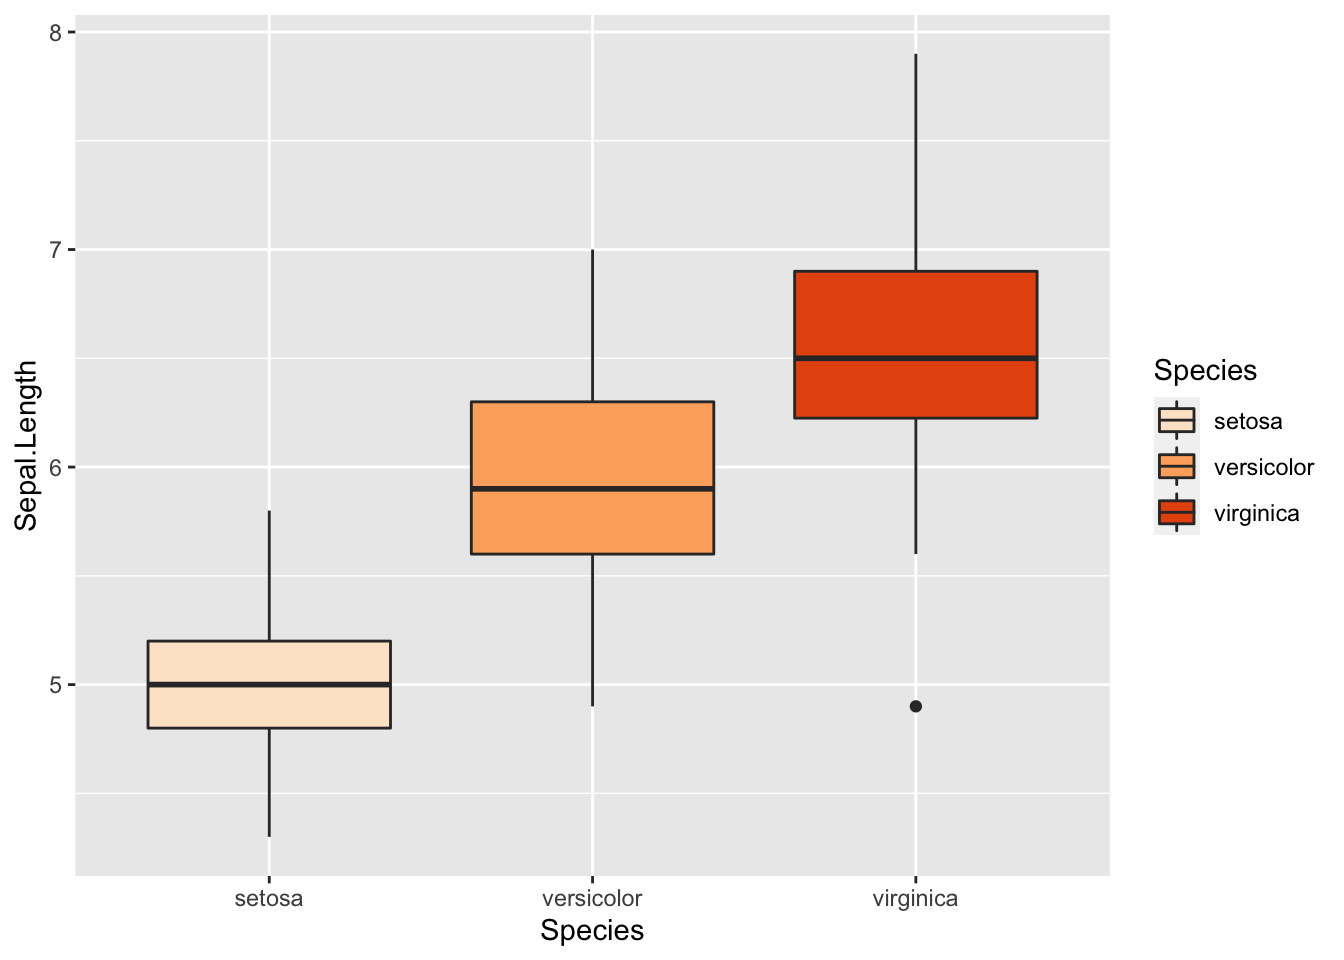 8
7
6
5
Sepal.Length
setosa
versicolor
virginica
Species
Species
setosa
versicolor
virginica